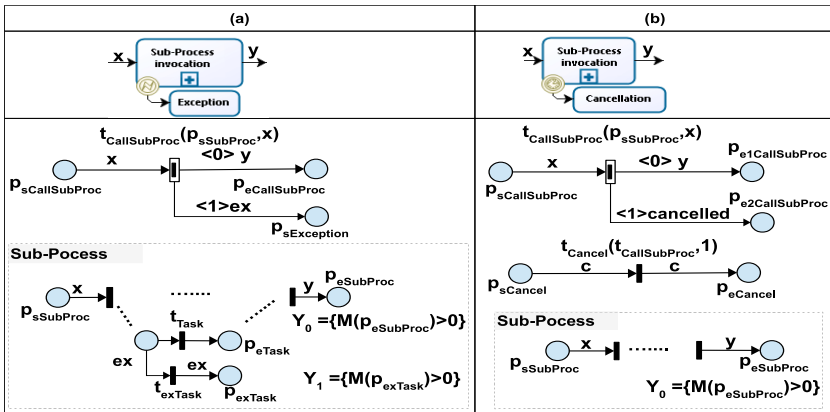 (a)
(b)
x
Sub-Process
invocation
y
Exception
x
Sub-Process
invocation
y
Cancellation
tCallSubProc(psSubProc,x)
x
<0> y
psCallSubProc
peCallSubProc
<1>ex
psException
Sub-Pocess
x
psSubProc
........
y
peSubProc
Y0 ={M(peSubProc)>0}
tTask
peTask
ex
ex
texTask
pexTask
Y1 ={M(pexTask)>0}
tCallSubProc(psSubProc,x)
x
<0> y
pe1CallSubProc
psCallSubProc
<1>cancelled
pe2CallSubProc
tCancel(tCallSubProc,1)
c
c
psCancel
peCancel
Sub-Pocess
x
y
psSubProc
peSubProc
Y0 ={M(peSubProc)>0}